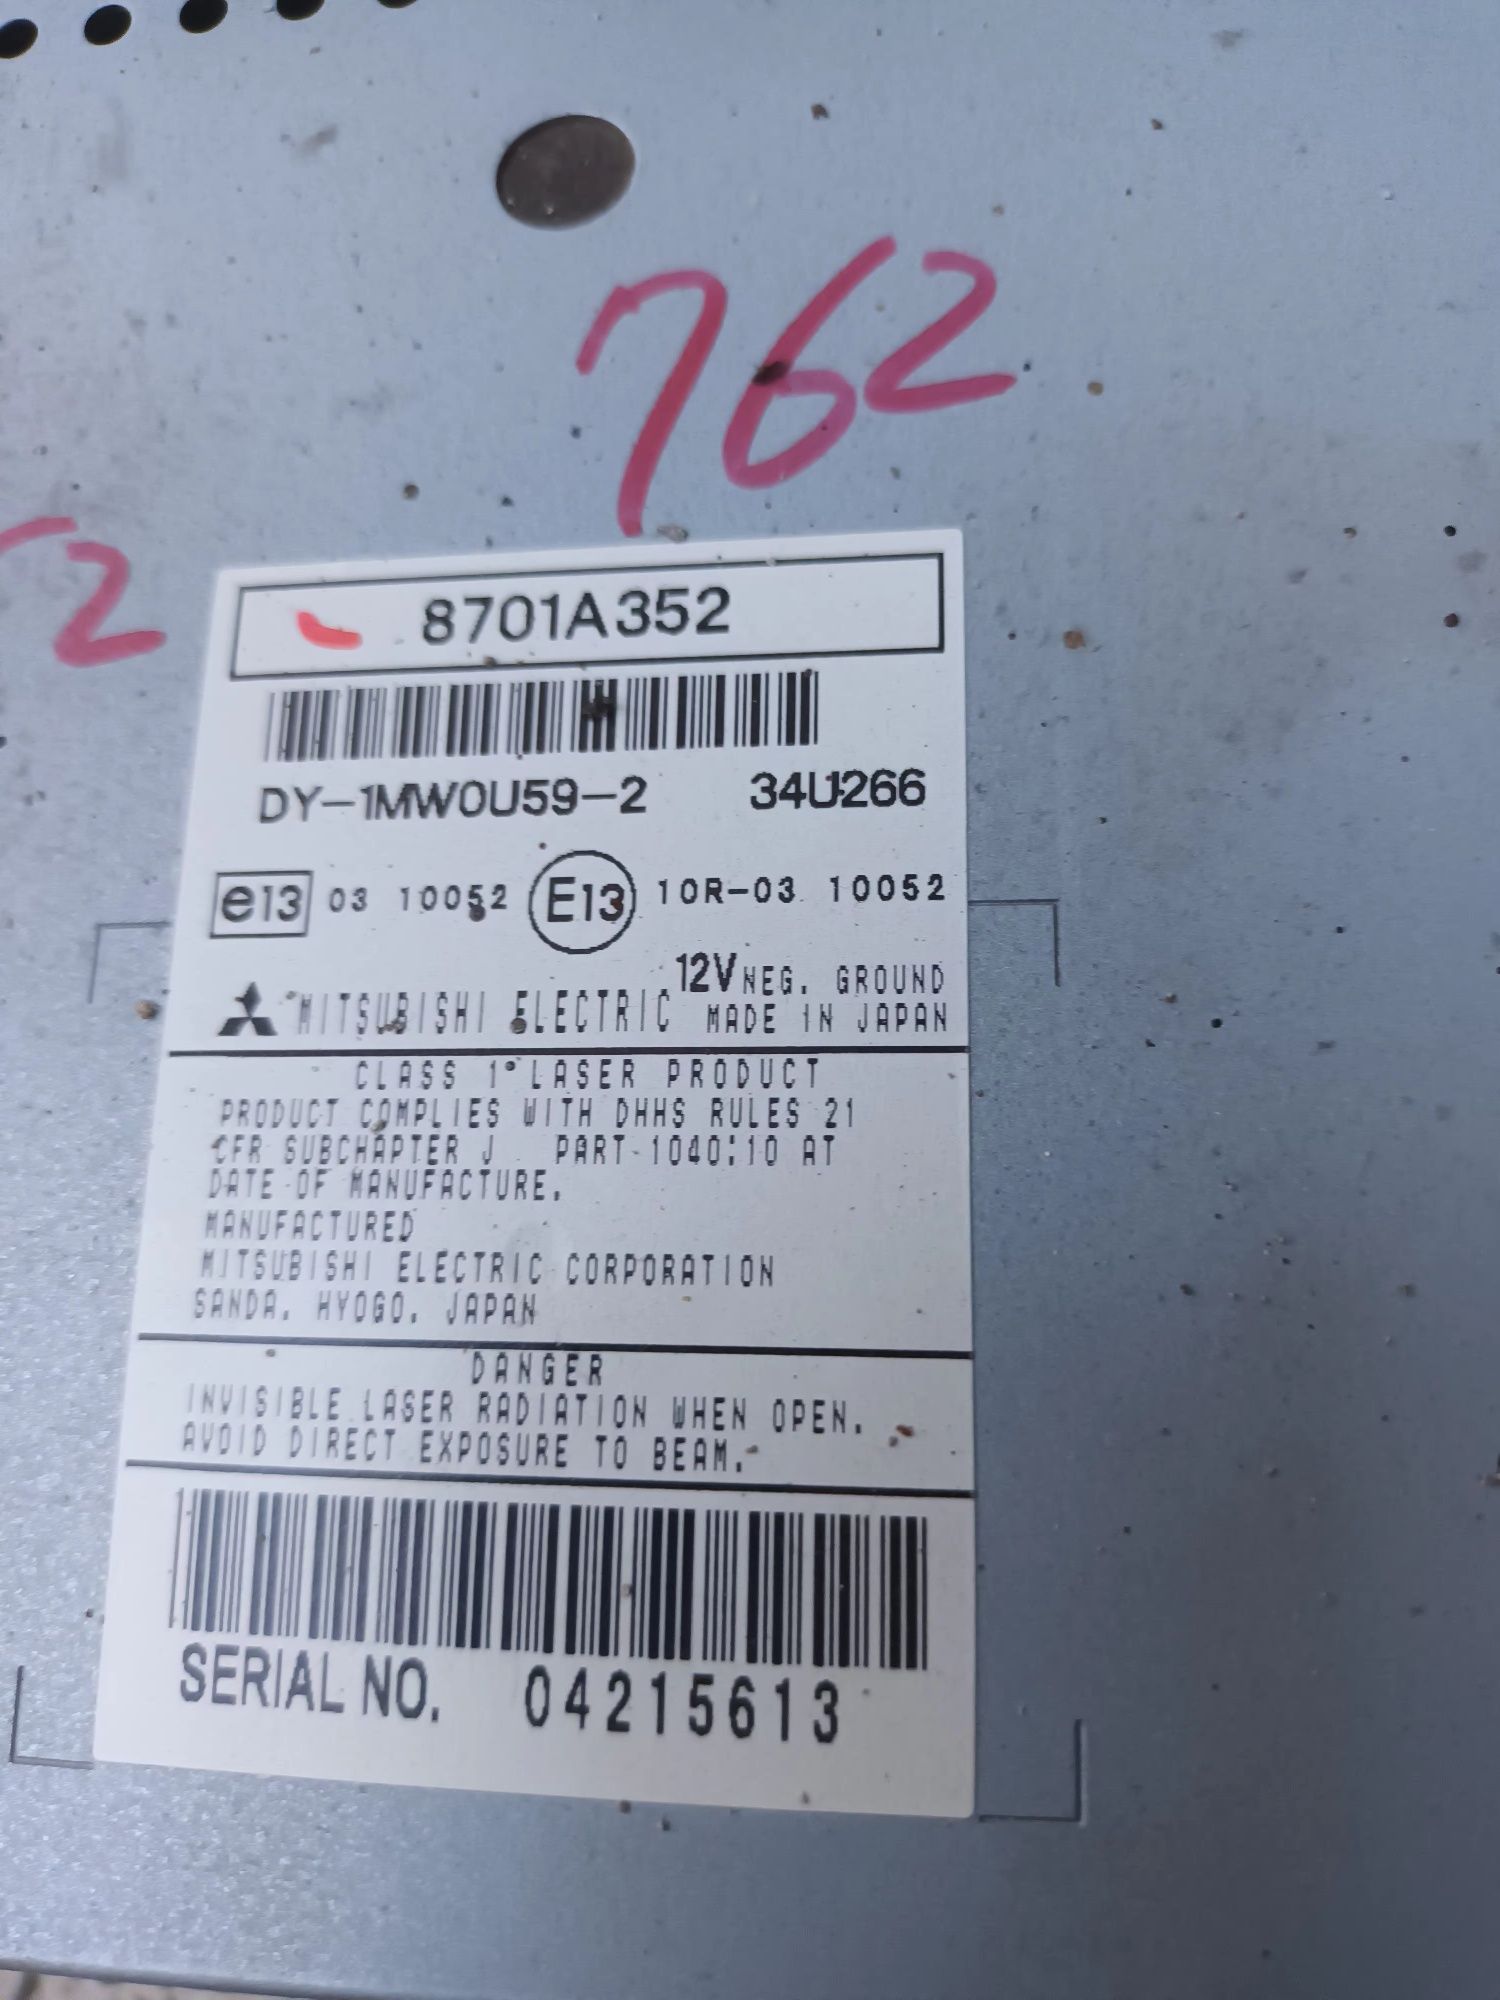 762
2
8701A352
DY-1MW0U59-2 34U266
e13 03 10052 E13 10R-03 10052
12V NEG. GROUND
MITSUBISHI ELECTRIC MADE IN JAPAN
CLASS 1 LASER PRODUCT
PRODUCT COMPLIES WITH DHHS RULES 21
CFR SUBCHAPTER J PART 1040.10 AT
DATE OF MANUFACTURE.
MANUFACTURED
MITSUBISHI ELECTRIC CORPORATION
SANDA, HYOGO, JAPAN
DANGER
INVISIBLE LASER RADIATION WHEN OPEN.
AVOID DIRECT EXPOSURE TO BEAM.
SERIAL NO. 04215613